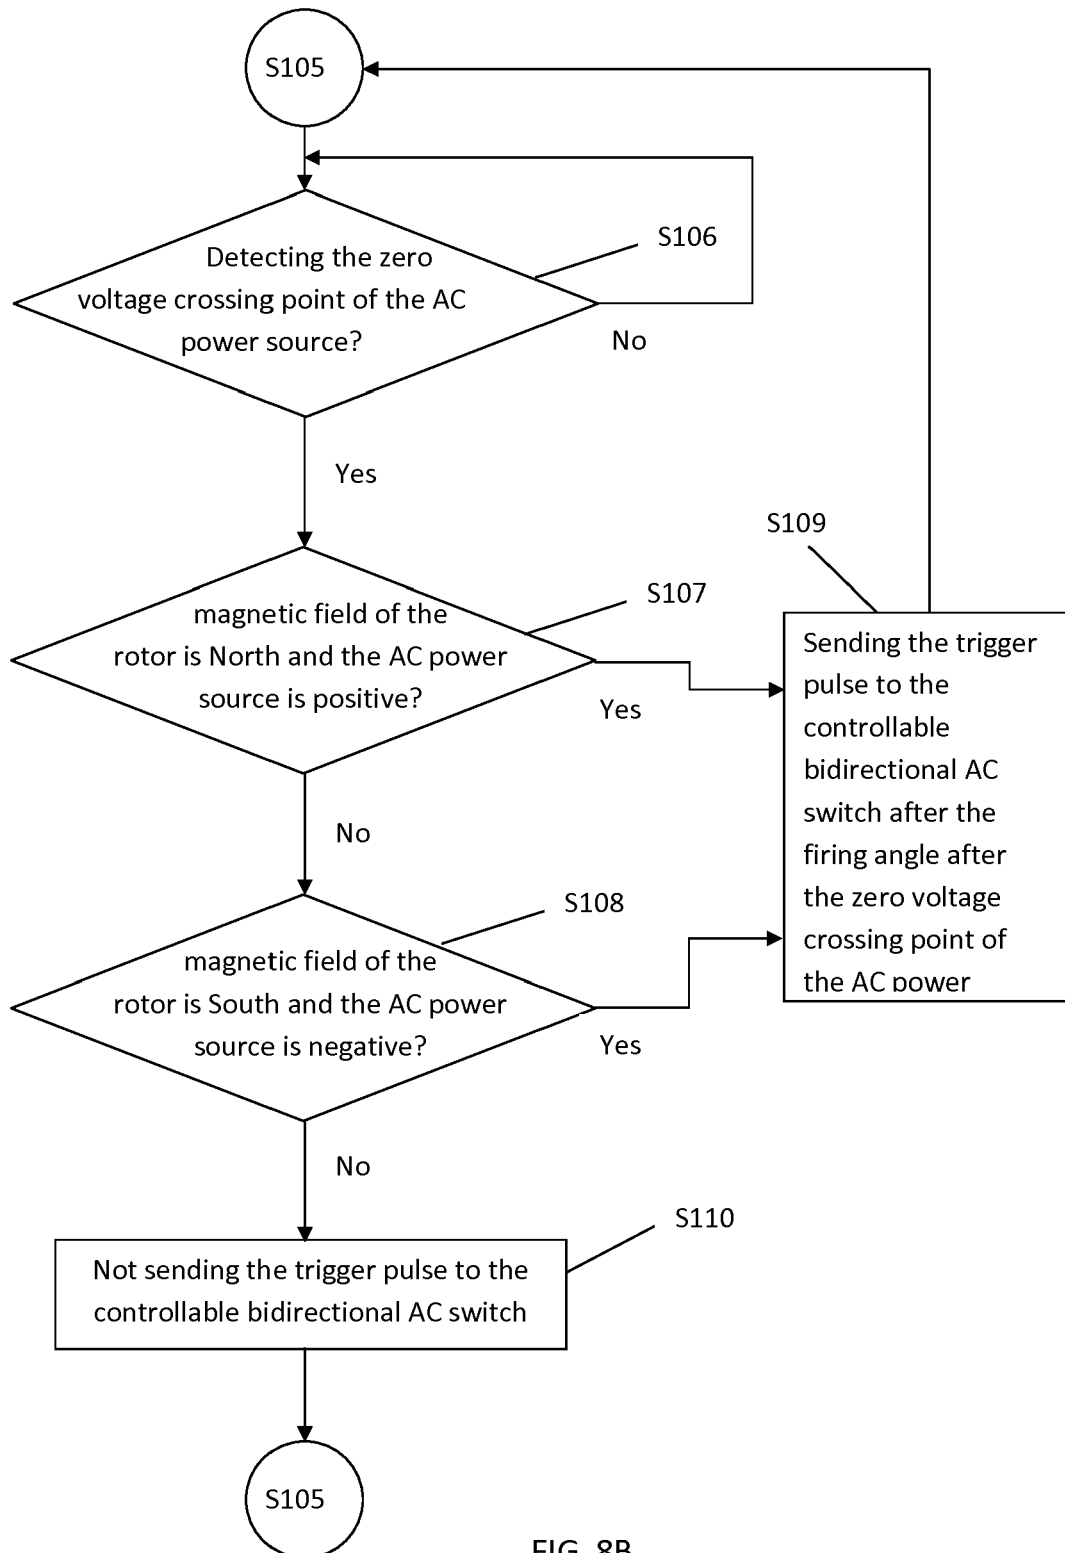 S105
Detecting the zero
voltage crossing point of the AC
power source?
S106
No
Yes
magnetic field of the
rotor is North and the AC power
source is positive?
S107
Yes
S109
Sending the trigger
pulse to the
controllable
bidirectional AC
switch after the
firing angle after
the zero voltage
crossing point of
the AC power
No
magnetic field of the
rotor is South and the AC power
source is negative?
S108
Yes
No
Not sending the trigger pulse to the
controllable bidirectional AC switch
S110
S105
FIG. 8B